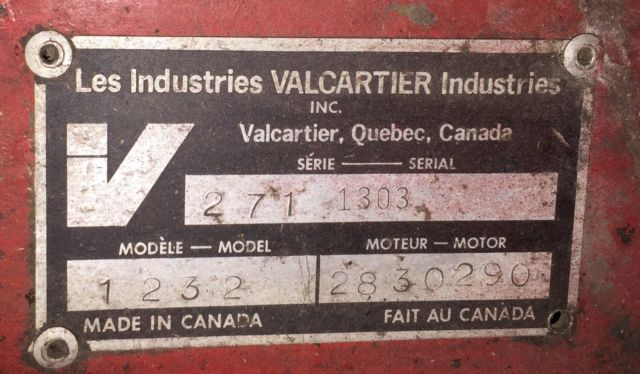 Les Industries VALCARTIER Industries
INC.
Valcartier, Quebec, Canada
SÉRIE — SERIAL
271 1303
MODÈLE — MODEL MOTEUR — MOTOR
1232 2830290
MADE IN CANADA FAIT AU CANADA